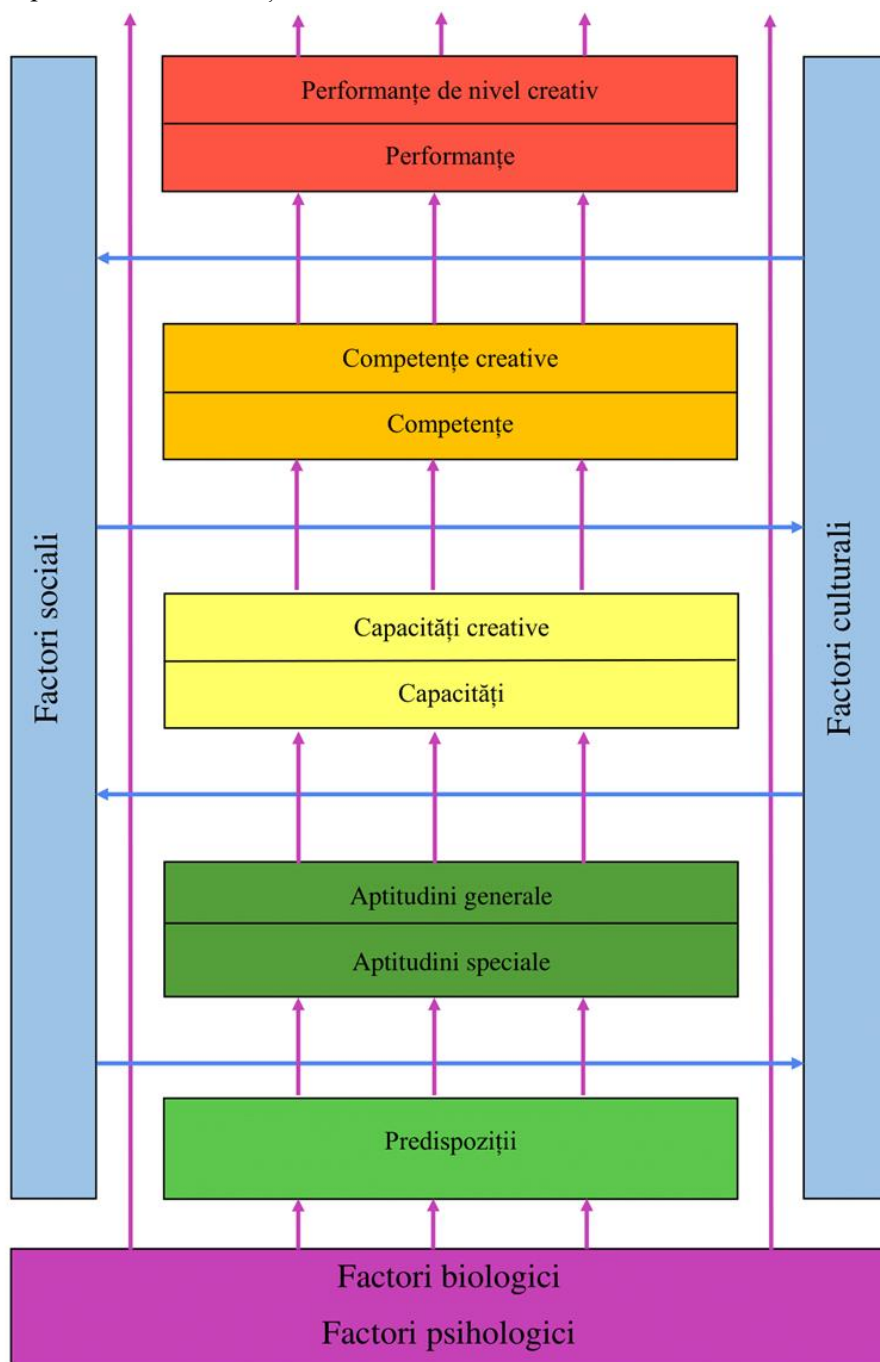 Performanțe de nivel creativ
Performanțe
Competențe creative
Competențe
Factori sociali
Factori culturali
Capacități creative
Capacități
Aptitudini generale
Aptitudini speciale
Predispoziții
Factori biologici
Factori psihologici